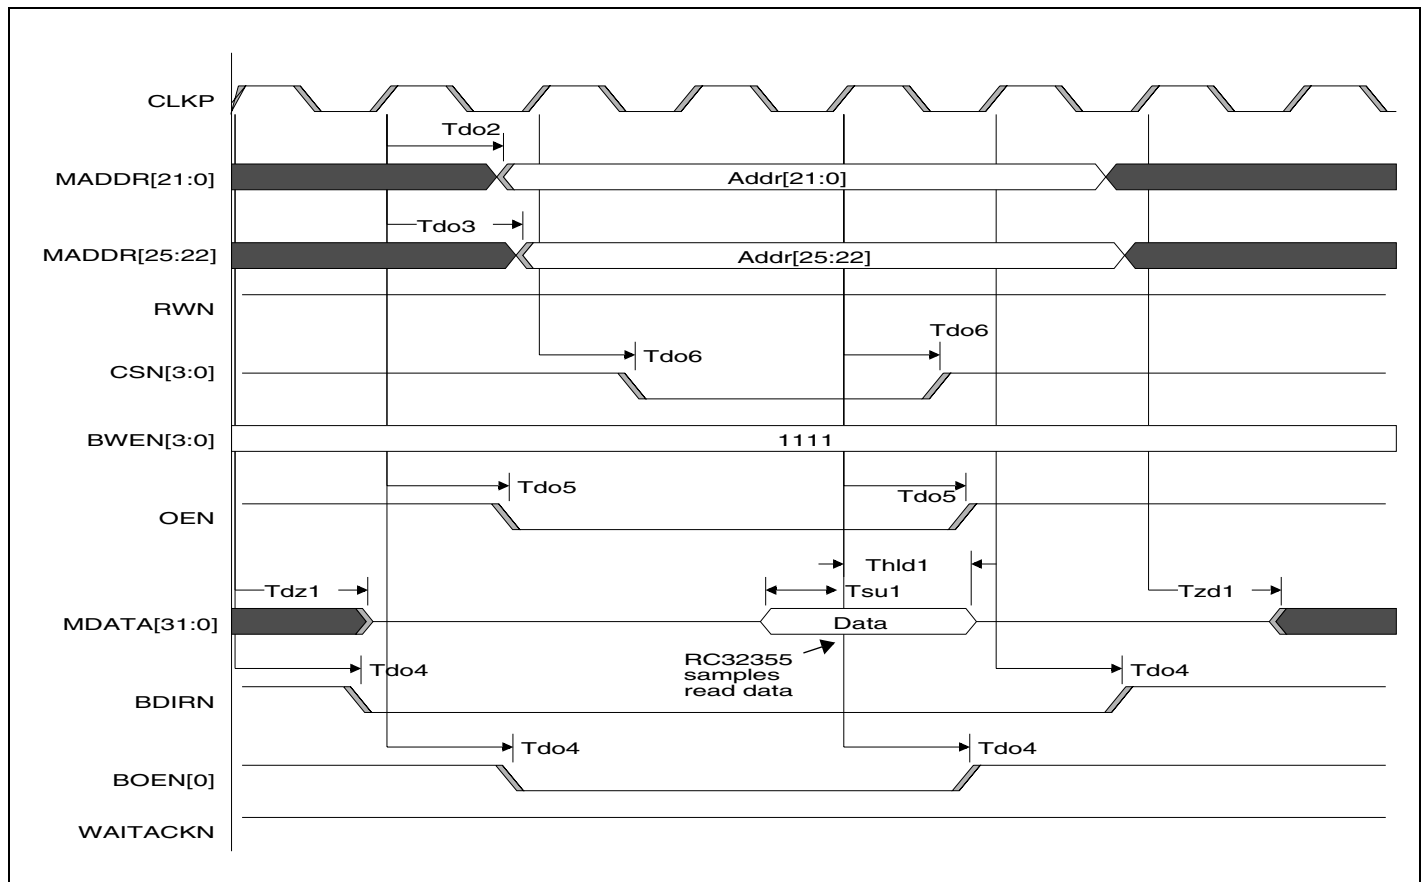 CLKP
Tdo2
MADDR[21:0]
Addr[21:0]
Tdo3
MADDR[25:22]
Addr[25:22]
RWN
Tdo6
Tdo6
CSN[3:0]
BWEN[3:0]
1111
Tdo5
Tdo5
OEN
Thld1
Tdz1
Tsu1
Tzd1
MDATA[31:0]
Data
RC32355
samples
read data
Tdo4
Tdo4
BDIRN
Tdo4
Tdo4
BOEN[0]
WAITACKN